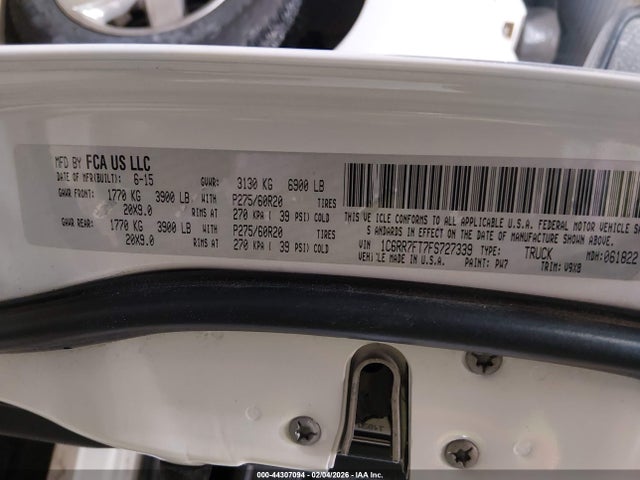 MFD BY FCA US LLC
DATE OF MFR(BUILT): 6-15 GVWR: 3130 KG 6900 LB
GAWR FRONT: 1770 KG 3900 LB WITH P275/60R20 TIRES
20X9.0 RIMS AT 270 KPA ( 39 PSI) COLD
GAWR REAR: 1770 KG 3900 LB WITH P275/60R20 TIRES
20X9.0 RIMS AT 270 KPA ( 39 PSI) COLD
THIS VEHICLE CONFORMS TO ALL APPLICABLE U.S.A. FEDERAL MOTOR VEHICLE
S ANDARDS IN EFFECT ON THE DATE OF MANUFACTURE SHOWN ABOVE.
VIN: 1C6RR7FT7FS727339 TYPE: TRUCK MDH:061822
VEHICLE MADE IN U.S.A. PAINT: PW7 TRIM: V9X8
000-44307094 - 02/04/2026 - IAA Inc.